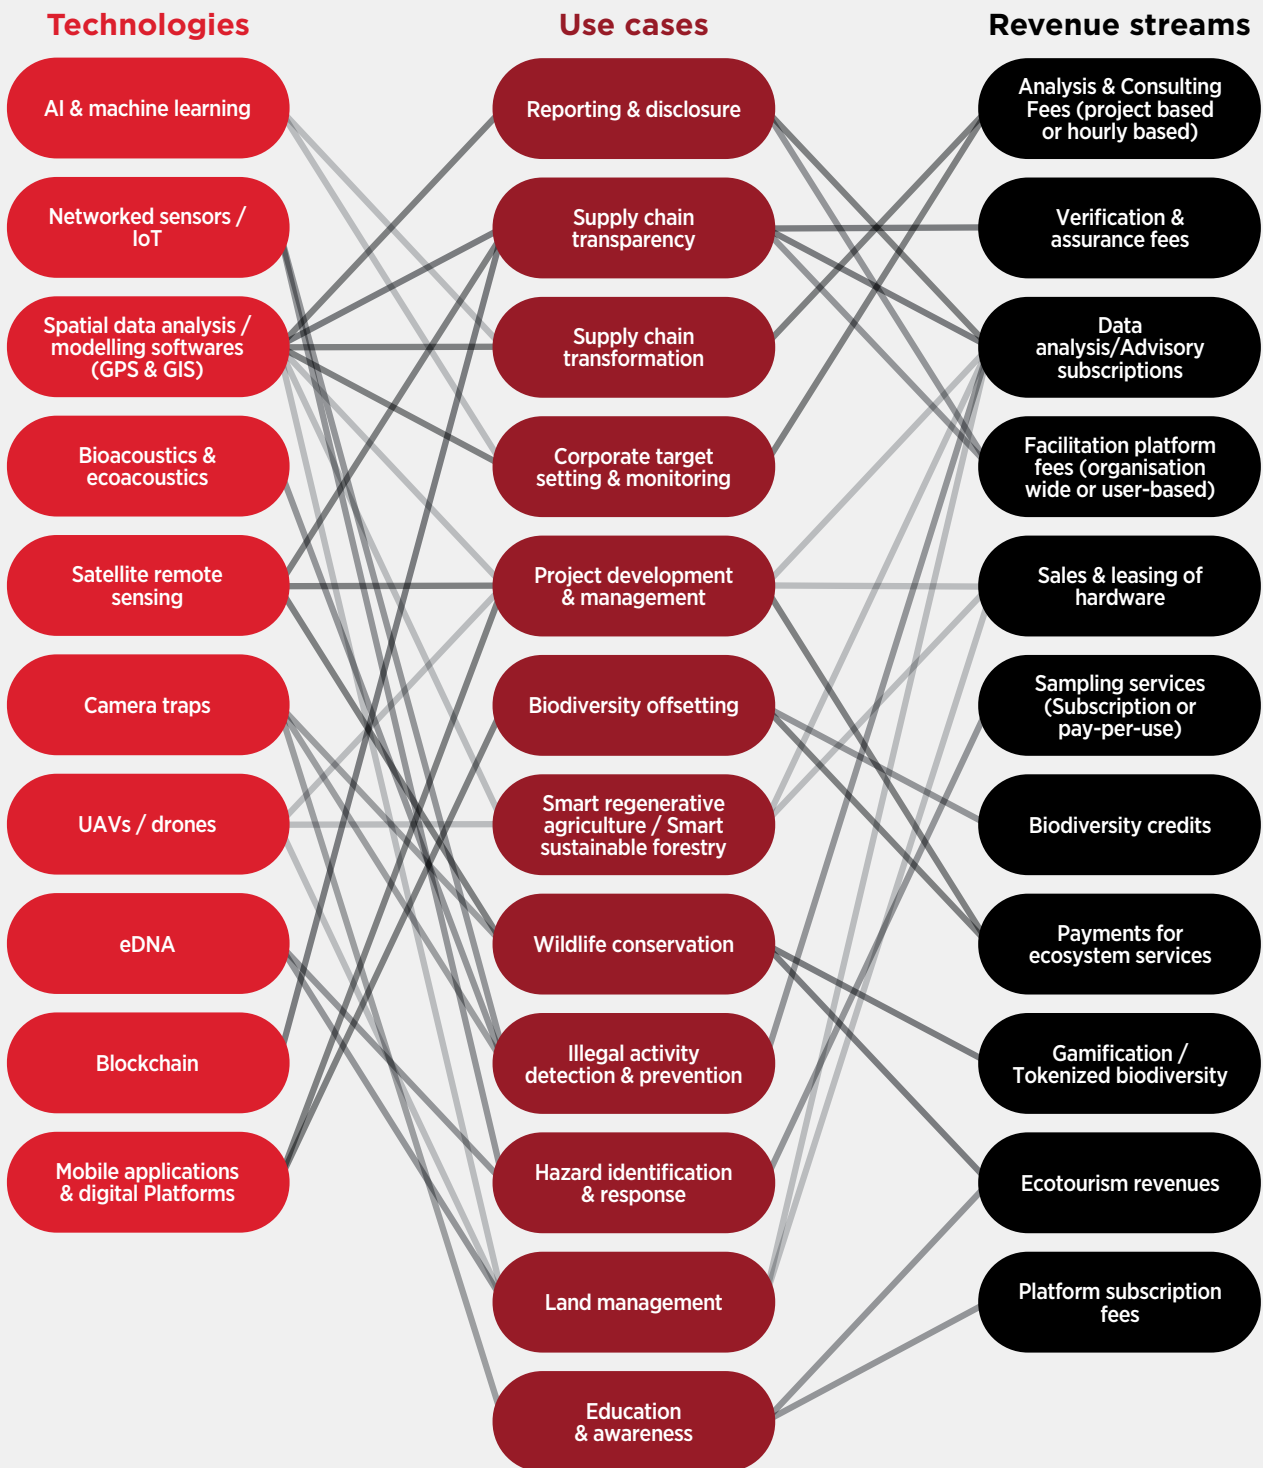 Technologies
Use cases
Revenue streams
AI & machine learning
Networked sensors /
IoT
Spatial data analysis /
modelling softwares
(GPS & GIS)
Bioacoustics &
ecoacoustics
Satellite remote
sensing
Camera traps
UAVs / drones
eDNA
Blockchain
Mobile applications
& digital Platforms
Reporting & disclosure
Supply chain
transparency
Supply chain
transformation
Corporate target
setting & monitoring
Project development
& management
Biodiversity offsetting
Smart regenerative
agriculture / Smart
sustainable forestry
Wildlife conservation
Illegal activity
detection & prevention
Hazard identification
& response
Land management
Education
& awareness
Analysis & Consulting
Fees (project based
or hourly based)
Verification &
assurance fees
Data
analysis/Advisory
subscriptions
Facilitation platform
fees (organisation
wide or user-based)
Sales & leasing of
hardware
Sampling services
(Subscription or
pay-per-use)
Biodiversity credits
Payments for
ecosystem services
Gamification /
Tokenized biodiversity
Ecotourism revenues
Platform subscription
fees